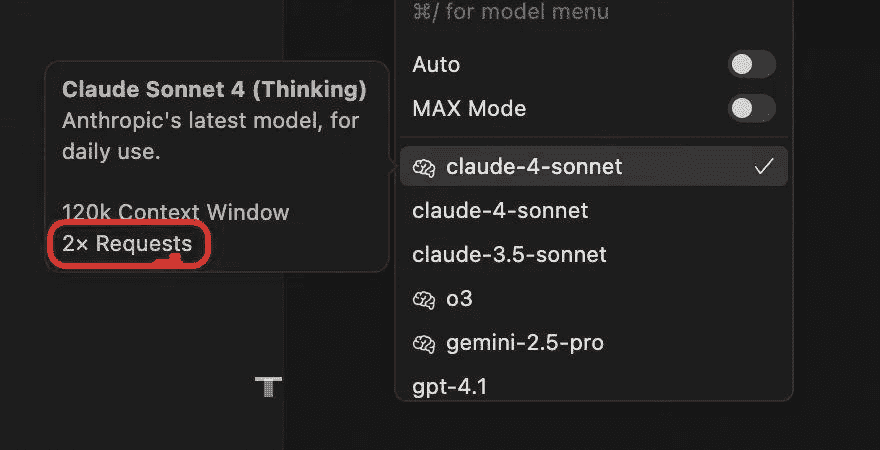 ⌘/ for model menu
Auto
MAX Mode
Claude Sonnet 4 (Thinking)
Anthropic's latest model, for
daily use.
120k Context Window
2× Requests
claude-4-sonnet
claude-4-sonnet
claude-3.5-sonnet
o3
gemini-2.5-pro
gpt-4.1
T